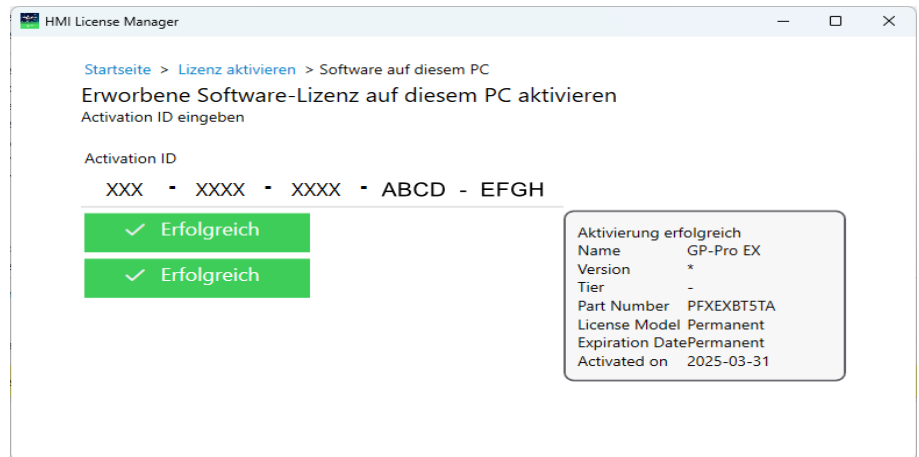 HMI License Manager
Startseite > Lizenz aktivieren > Software auf diesem PC
Erworbene Software-Lizenz auf diesem PC aktivieren
Activation ID eingeben
Activation ID
XXX - XXXX - XXXX - ABCD - EFGH
Erfolgreich
Erfolgreich
Aktivierung erfolgreich
Name GP-Pro EX
Version *
Tier -
Part Number PFXEXBT5TA
License Model Permanent
Expiration Date Permanent
Activated on 2025-03-31